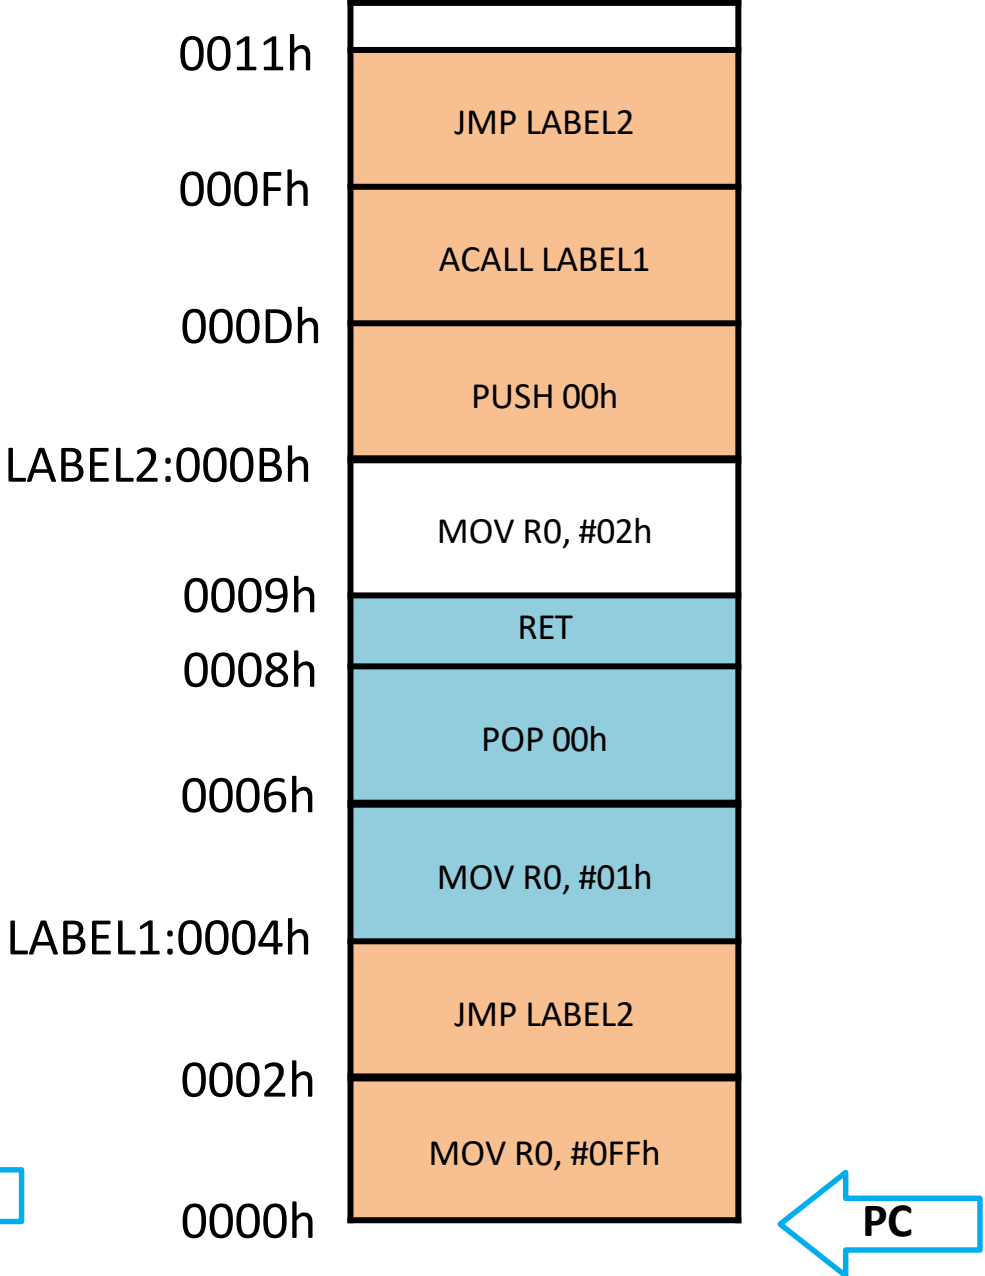 0011h
JMP LABEL2
000Fh
ACALL LABEL1
000Dh
PUSH 00h
LABEL2:000Bh
MOV R0, #02h
0009h
RET
0008h
POP 00h
0006h
MOV R0, #01h
LABEL1:0004h
JMP LABEL2
0002h
MOV R0, #0FFh
0000h
PC